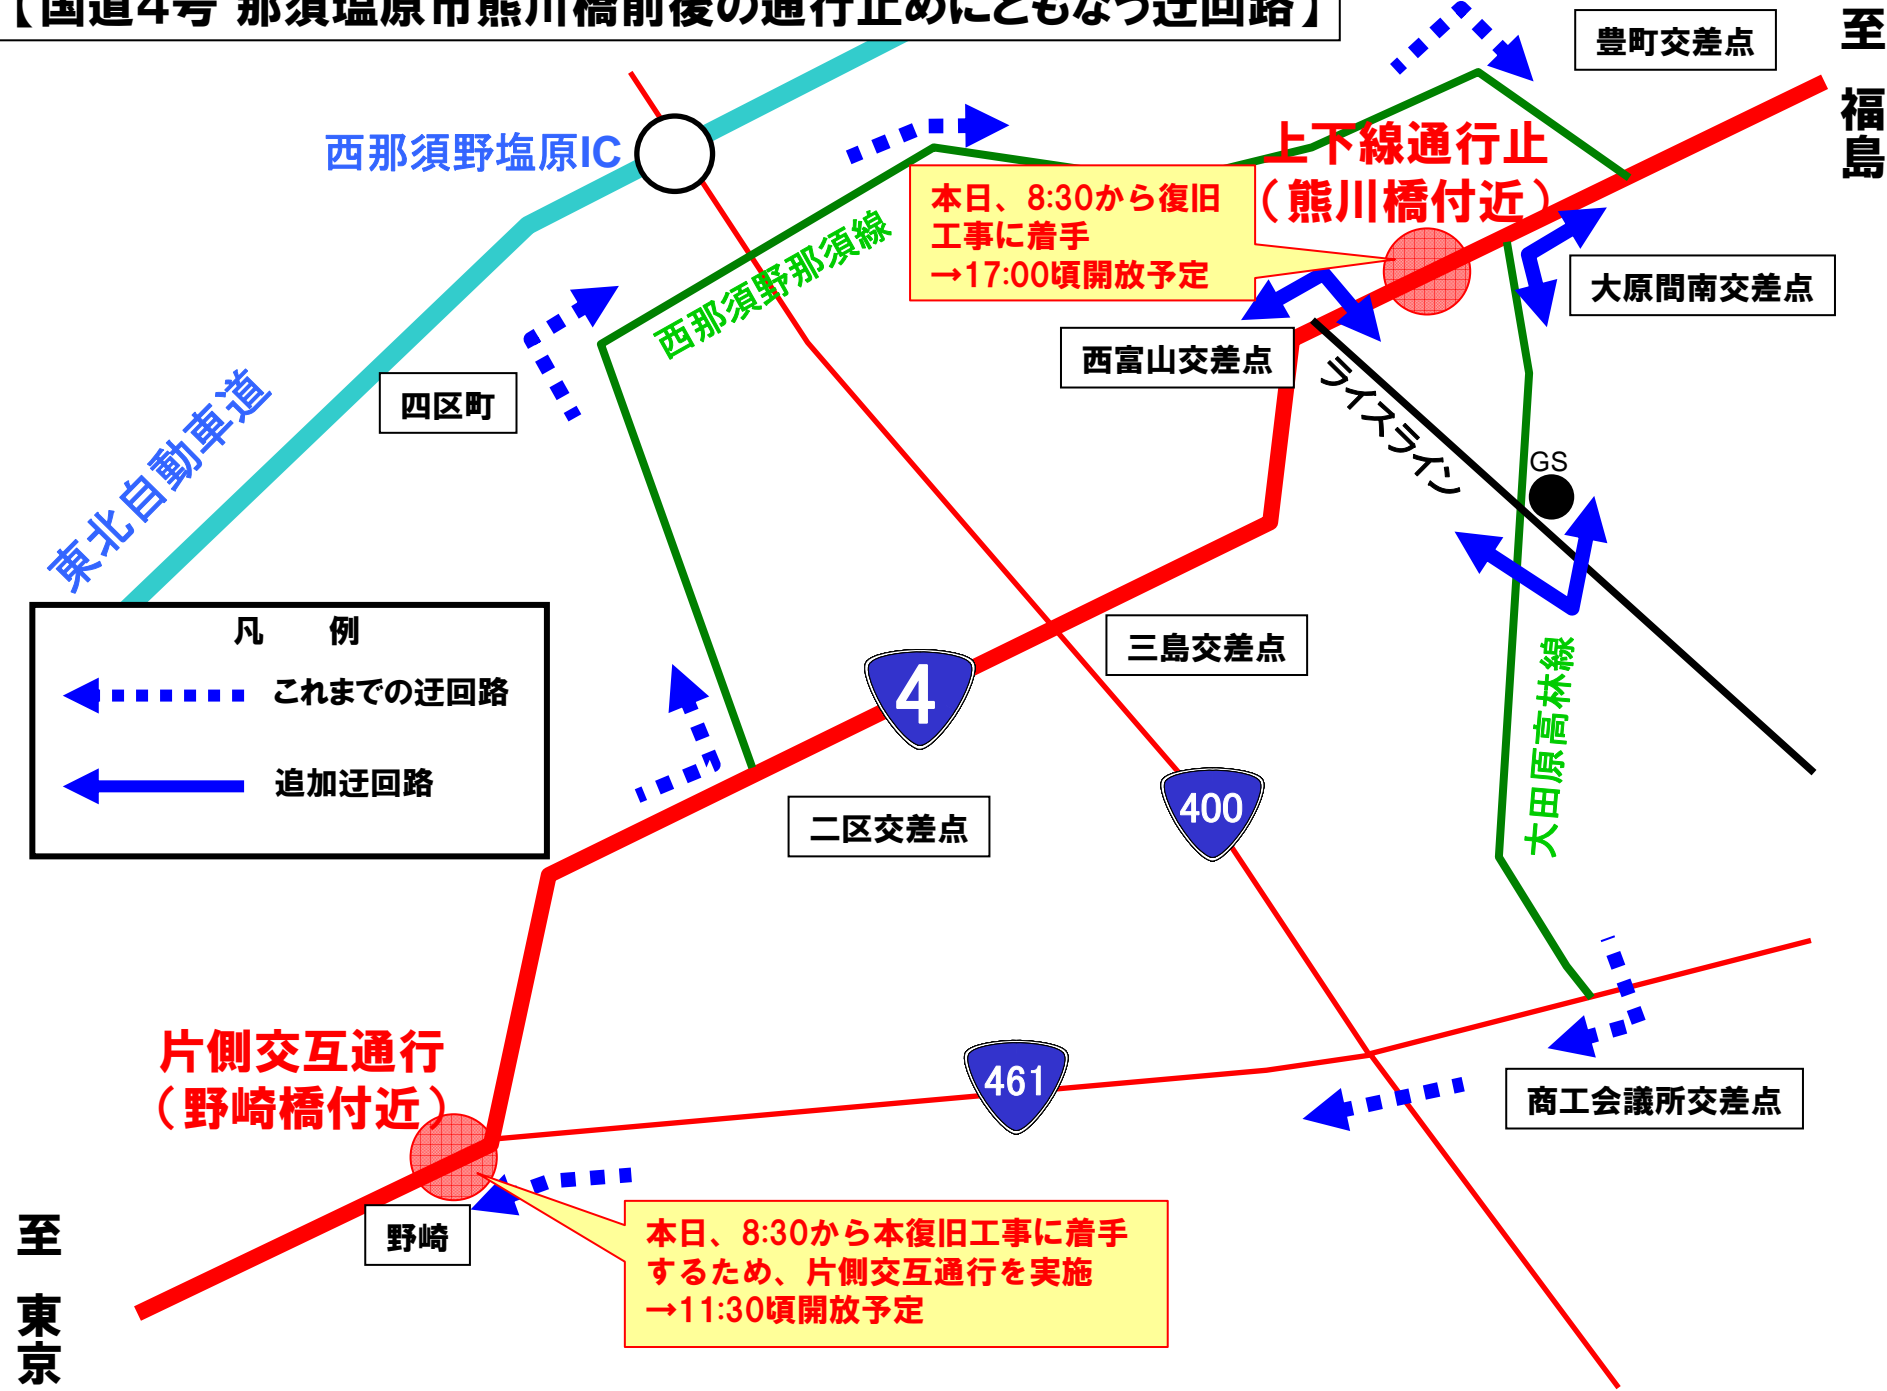 【国道4号 那須塩原市熊川橋前後の通行止めにともなう迂回路】
豊町交差点
至 福島
西那須野塩原IC
上下線通行止
（熊川橋付近）
本日、8:30から復旧
工事に着手
→17:00頃開放予定
西那須野那須線
大原間南交差点
西富山交差点
四区町
ライスライン
東北自動車道
GS
凡 例
これまでの迂回路
追加迂回路
三島交差点
4
大田原高林線
400
二区交差点
片側交互通行
（野崎橋付近）
461
商工会議所交差点
野崎
本日、8:30から本復旧工事に着手
するため、片側交互通行を実施
→11:30頃開放予定
至 東京